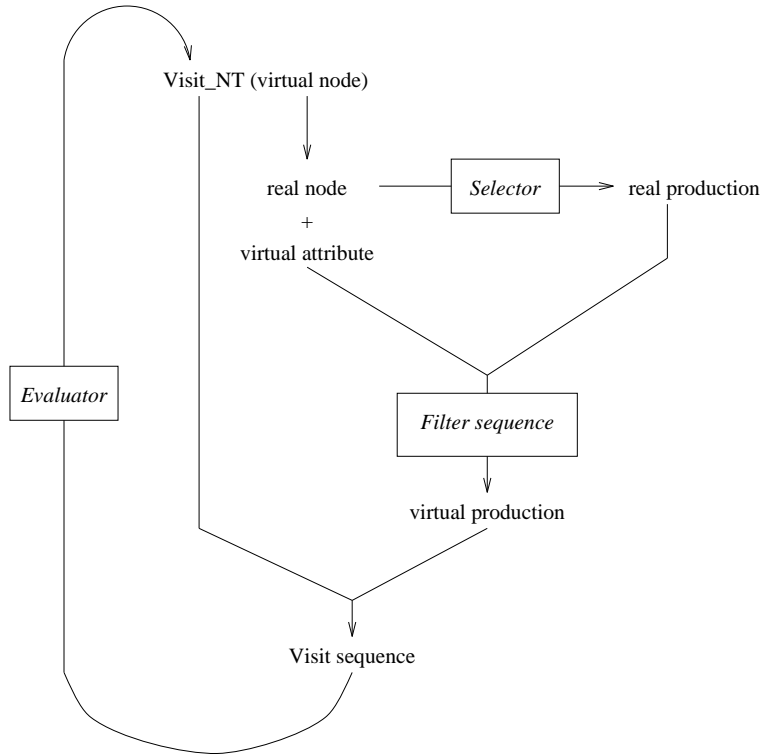 Visit_NT (virtual node)
real node
Selector
real production
+
virtual attribute
Evaluator
Filter sequence
virtual production
Visit sequence